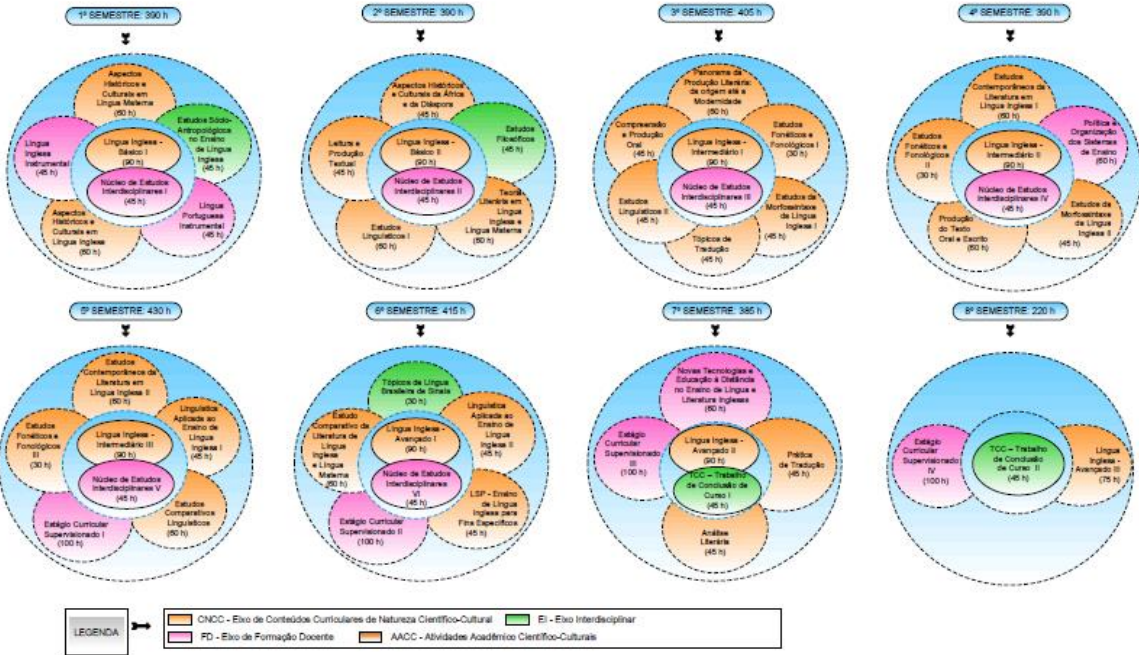 1º SEMESTRE: 390 h
Aspectos
Históricos e
Culturais em
Língua Materna
(60 h)
Língua
Inglesa
Instrumental
(45 h)
Estudos Sócio-
Antropológicos
no Ensino
de Língua
Inglesa
(45 h)
Língua Inglesa -
Básico I
(90 h)
Núcleo de Estudos
Interdisciplinares I
(45 h)
Aspectos
Históricos e
Culturais em
Língua Inglesa
(60 h)
Língua
Portuguesa
Instrumental
(45 h)
2º SEMESTRE: 390 h
Aspectos Históricos
e Culturais da África
e da Diáspora
(45 h)
Leitura e
Produção
Textual
(45 h)
Estudos
Filosóficos
(45 h)
Língua Inglesa -
Básico II
(90 h)
Núcleo de Estudos
Interdisciplinares II
(45 h)
Estudos
Linguísticos I
(60 h)
Teoria
Literária em
Língua
Inglesa e
Língua Materna
(60 h)
3º SEMESTRE: 405 h
Panorama da
Produção Literária:
da origem até a
Modernidade
(60 h)
Compreensão
e Produção
Oral
(45 h)
Estudos
Fonéticos e
Fonológicos I
(30 h)
Língua Inglesa -
Intermediário I
(90 h)
Núcleo de Estudos
Interdisciplinares III
(45 h)
Estudos
Linguísticos II
(45 h)
Tópicos de
Tradução
(45 h)
Estudos da
Morfossintaxe da
Língua
Inglesa I
(45 h)
4º SEMESTRE: 390 h
Estudos
Contemporâneos da
Literatura em
Língua Inglesa I
(60 h)
Estudos
Fonéticos e
Fonológicos
II
(30 h)
Política e
Organização
dos Sistemas
de Ensino
(60 h)
Língua Inglesa -
Intermediário II
(90 h)
Núcleo de Estudos
Interdisciplinares IV
(45 h)
Produção
do Texto
Oral e Escrito
(60 h)
Estudos da
Morfossintaxe
da Língua
Inglesa II
(45 h)
5º SEMESTRE: 430 h
Estudos
Contemporâneos da
Literatura em
Língua Inglesa II
(60 h)
Estudos
Fonéticos e
Fonológicos
III
(30 h)
Linguística
Aplicada ao
Ensino de
Língua
Inglesa I
(45 h)
Língua Inglesa -
Intermediário III
(90 h)
Núcleo de Estudos
Interdisciplinares V
(45 h)
Estágio Curricular
Supervisionado I
(100 h)
Estudos
Comparativos
Linguísticos
(60 h)
6º SEMESTRE: 415 h
Tópicos de Língua
Brasileira de Sinais
(30 h)
Estudo
Comparativo da
Literatura de
Língua
Inglesa
e Língua
Materna
(60 h)
Linguística
Aplicada ao
Ensino de
Língua
Inglesa II
(45 h)
Língua Inglesa -
Avançado I
(90 h)
Núcleo de Estudos
Interdisciplinares
VI
(45 h)
Estágio Curricular
Supervisionado II
(100 h)
LSP - Ensino
de Língua
Inglesa para
Fins Específicos
(45 h)
7º SEMESTRE: 385 h
Novas Tecnologias e
Educação à Distância
no Ensino de Língua e
Literatura Inglesas
(60 h)
Estágio
Curricular
Supervisionado
III
(100 h)
Língua Inglesa -
Avançado II
(90 h)
TCC – Trabalho
de Conclusão
de Curso I
(45 h)
Prática
de Tradução
(45 h)
Análise
Literária
(45 h)
8º SEMESTRE: 220 h
Estágio
Curricular
Supervisionado
IV
(100 h)
TCC – Trabalho
de Conclusão
de Curso II
(45 h)
Língua
Inglesa -
Avançado III
(75 h)
LEGENDA
CNCC - Eixo de Conteúdos Curriculares de Natureza Científico-Cultural
EI - Eixo Interdisciplinar
FD - Eixo de Formação Docente
AACC - Atividades Acadêmico Científico-Culturais